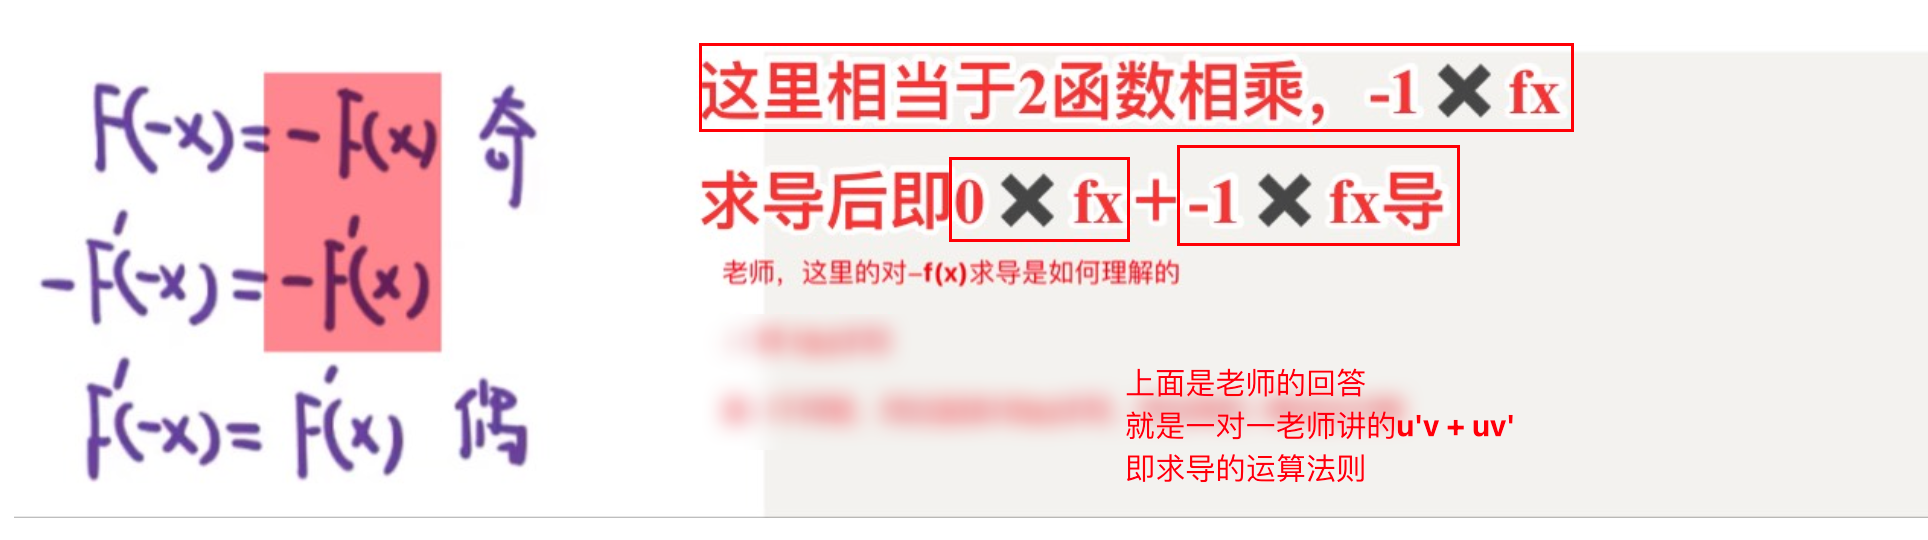 F(-x) = -F(x) 奇
-F'(-x) = -F'(x)
F'(-x) = F'(x) 偶
这里相当于2函数相乘，-1 ✖ fx
求导后即0 ✖ fx+-1 ✖ fx导
老师，这里的对-f(x)求导是如何理解的
上面是老师的回答
就是一对一老师讲的u'v + uv'
即求导的运算法则